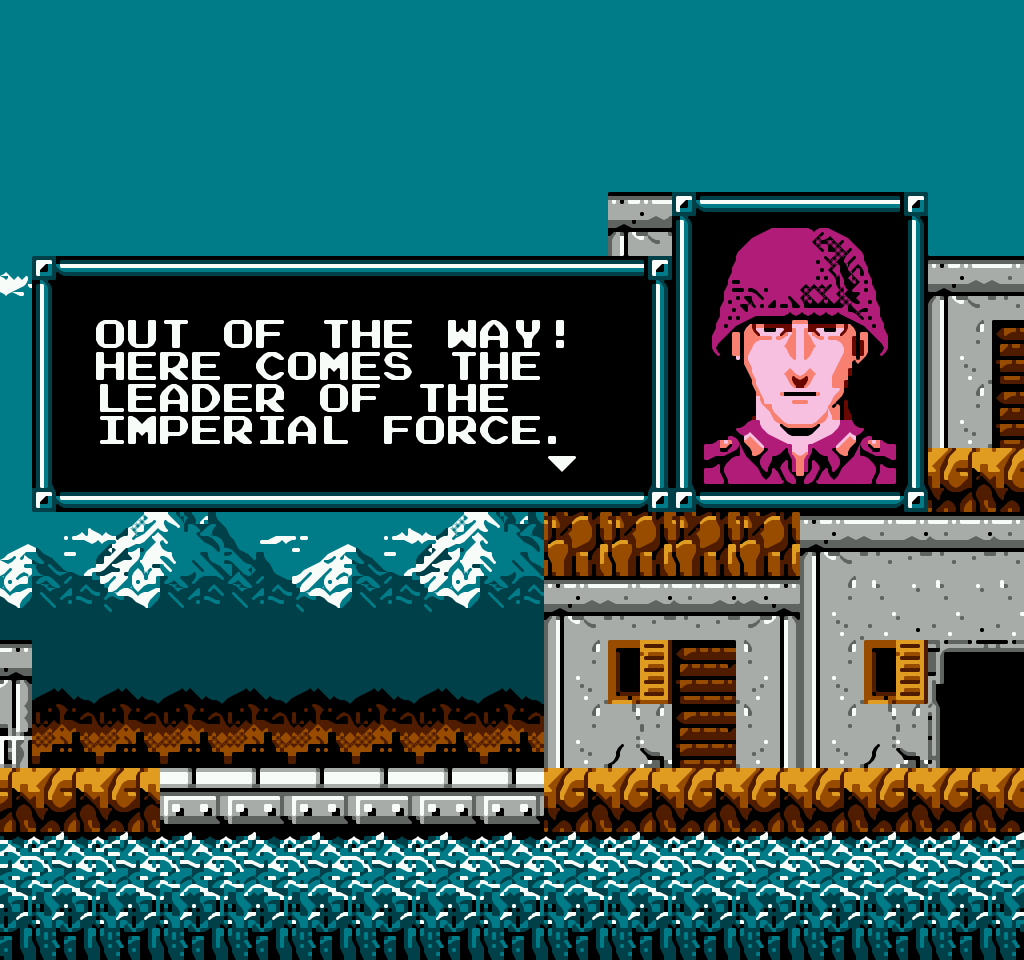 OUT OF THE WAY!
HERE COMES THE
LEADER OF THE
IMPERIAL FORCE.